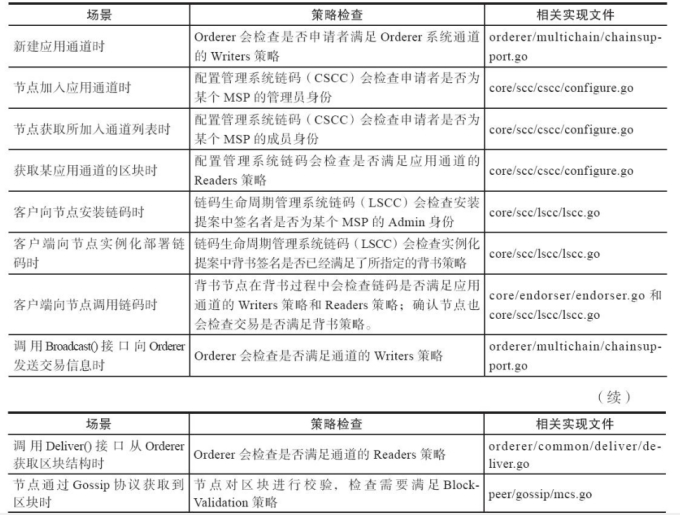 场景 策略检查 相关实现文件
新建应用通道时 Orderer 会检查是否申请者满足 Orderer 系统通道 orderer/multichain/chainsup-
的 Writers 策略 port.go
节点加入应用通道时 配置管理系统链码（CSCC）会检查申请者是否为 core/scc/cscc/configure.go
某个 MSP 的管理员身份
节点获取所加入通道列表时 配置管理系统链码（CSCC）会检查申请者是否为 core/scc/cscc/configure.go
某个 MSP 的成员身份
获取某应用通道的区块时 配置管理系统链码会检查是否满足应用通道的 core/scc/cscc/configure.go
Readers 策略
客户向节点安装链码时 链码生命周期管理系统链码（LSCC）会检查安装 core/scc/lscc/lscc.go
提案中签名者是否为某个 MSP 的 Admin 身份
客户端向节点实例化部署链 链码生命周期管理系统链码（LSCC）会检查实例化 core/scc/lscc/lscc.go
码时 提案中背书签名是否已经满足了所指定的背书策略
客户端向节点调用链码时 背书节点在背书过程中会检查链码是否满足应用 core/endorser/endorser.go 和
通道的 Writers 策略和 Readers 策略；确认节点也 core/scc/lscc/lscc.go
会检查交易是否满足背书策略。
调用 Broadcast() 接口向 Orderer Orderer 会检查是否满足通道的 Writers 策略 orderer/multichain/chainsup-
发送交易信息时 port.go
（续）
场景 策略检查 相关实现文件
调用 Deliver() 接口从 Orderer Orderer 会检查是否满足通道的 Readers 策略 orderer/common/deliver/de-
获取区块结构时 liver.go
节点通过 Gossip 协议获取到 节点对区块进行校验，检查需要满足 Block- peer/gossip/mcs.go
区块时 Validation 策略